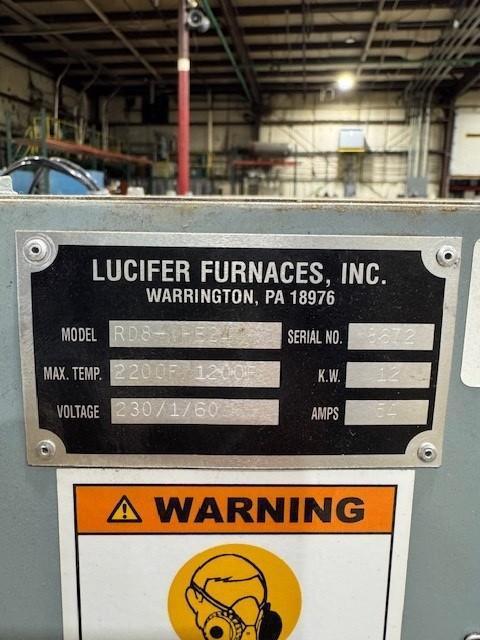 LUCIFER FURNACES, INC.
WARRINGTON, PA 18976
MODEL
SERIAL NO. 8672
MAX. TEMP. 2200F/1200F K.W. 12
VOLTAGE 230/1/60 AMPS 54
WARNING